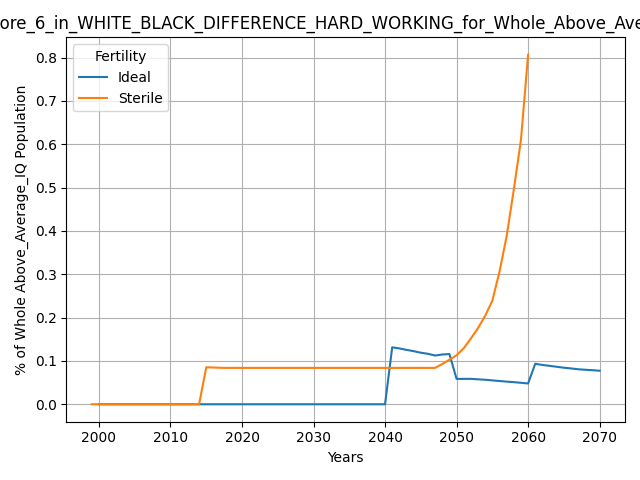 ore_6_in_WHITE_BLACK_DIFFERENCE_HARD_WORKING_for_Whole_Above_Ave
Fertility
Ideal
Sterile
% of Whole Above_Average_IQ Population
0.8
0.7
0.6
0.5
0.4
0.3
0.2
0.1
0.0
2000 2010 2020 2030 2040 2050 2060 2070
Years